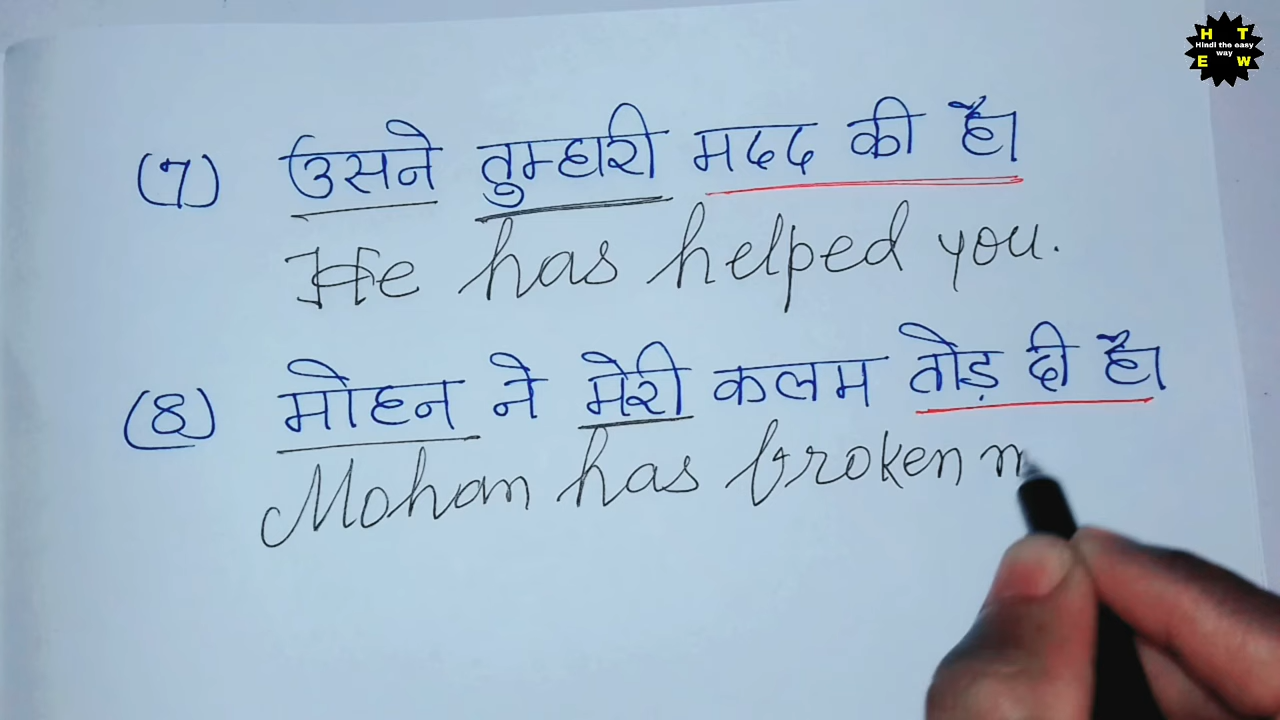 H T
Hindi the easy
way
E W
(7) उसने तुम्हारी मदद की है।
He has helped you.
(8) मोहन ने मेरी कलम तोड़ दी है।
Mohan has broken m